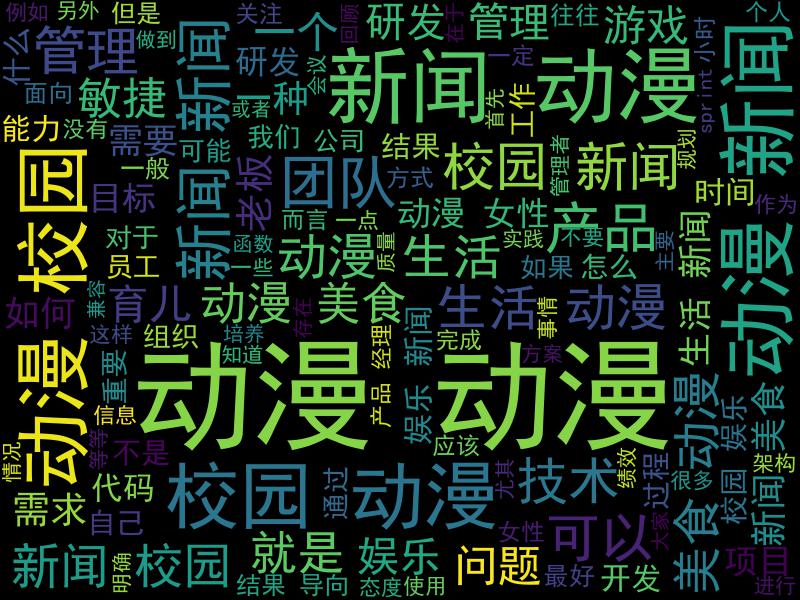 例如
另外
但是
关注
一个
回顾
研发
在于
管理
往往
游戏
个人
什么
管理
做到
新闻
研发
会议
新闻
一定
动漫
小时
sprint
新闻
面向
敏捷
或者
一种
首先
工作
能力
没有
需要
可能
我们
公司
结果
校园
管理者
新闻
规划
校园
一般
目标
新闻
老板
团队
方式
时间
作为
而言
一点
动漫
女性
产品
实践
不要
主要
新闻
对于
员工
函数
一些
动漫
质量
生活
如果
怎么
动漫
如何
兼容
育儿
动漫
存在
美食
生活
事情
动漫
生活
这样
组织
培养
知道
经理
新闻
完成
方案
动漫
重要
动漫
动漫
产品
娱乐
动漫
娱乐
美食
信息
应该
情况
等等
不是
校园
通过
动漫
尤其
技术
绩效
过程
很多
校园
架构
新闻
需求
代码
自己
女性
可以
大家
美食
新闻
明确
校园
就是
娱乐
问题
最好
开发
项目
结果
导向
态度
使用
进行